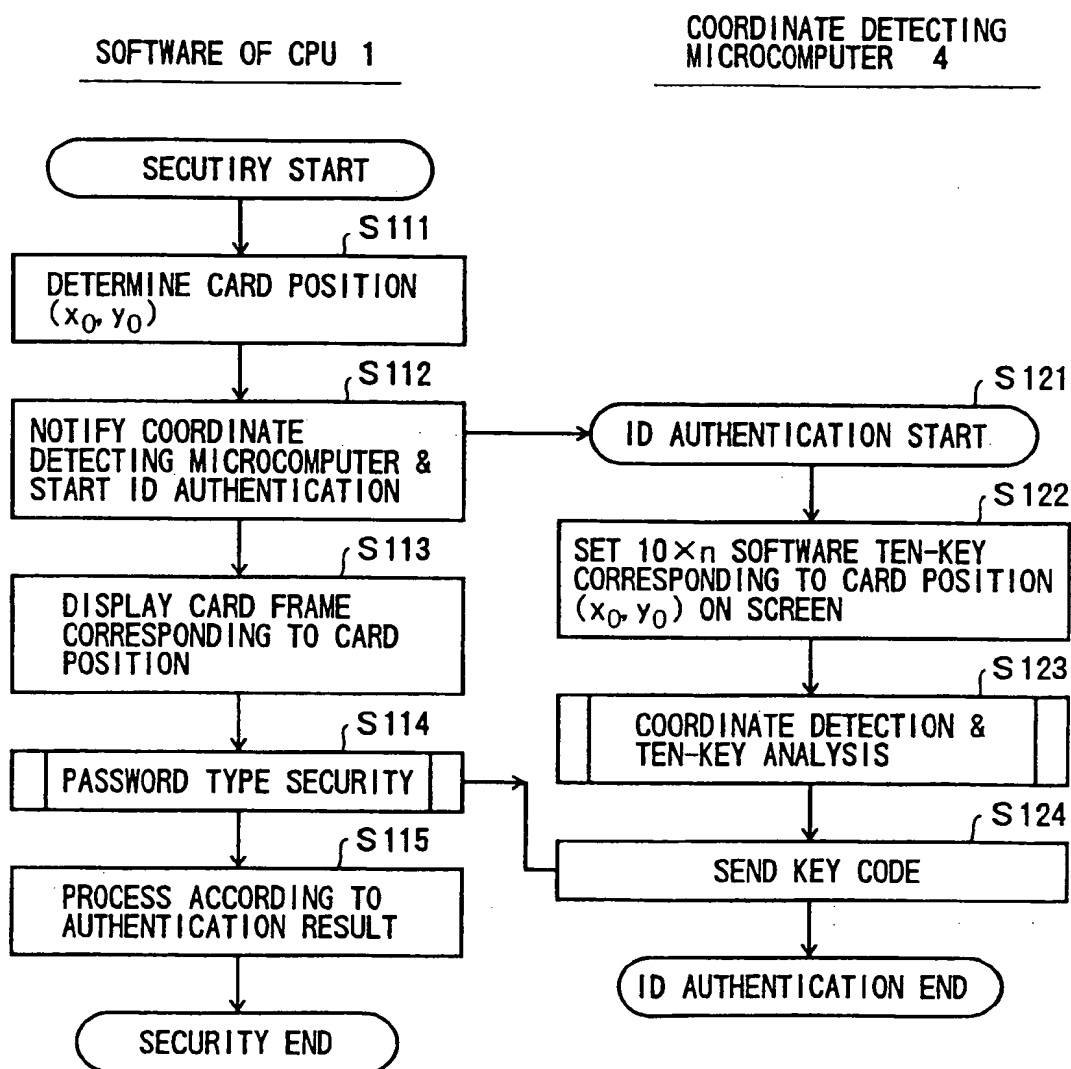 SOFTWARE OF CPU 1
SECUTIRY START
S111
DETERMINE CARD POSITION
(x0, y0)
S112
NOTIFY COORDINATE
DETECTING MICROCOMPUTER &
START ID AUTHENTICATION
S113
DISPLAY CARD FRAME
CORRESPONDING TO CARD
POSITION
S114
PASSWORD TYPE SECURITY
S115
PROCESS ACCORDING TO
AUTHENTICATION RESULT
SECURITY END
COORDINATE DETECTING
MICROCOMPUTER 4
S121
ID AUTHENTICATION START
S122
SET 10×n SOFTWARE TEN-KEY
CORRESPONDING TO CARD POSITION
(x0, y0) ON SCREEN
S123
COORDINATE DETECTION &
TEN-KEY ANALYSIS
S124
SEND KEY CODE
ID AUTHENTICATION END